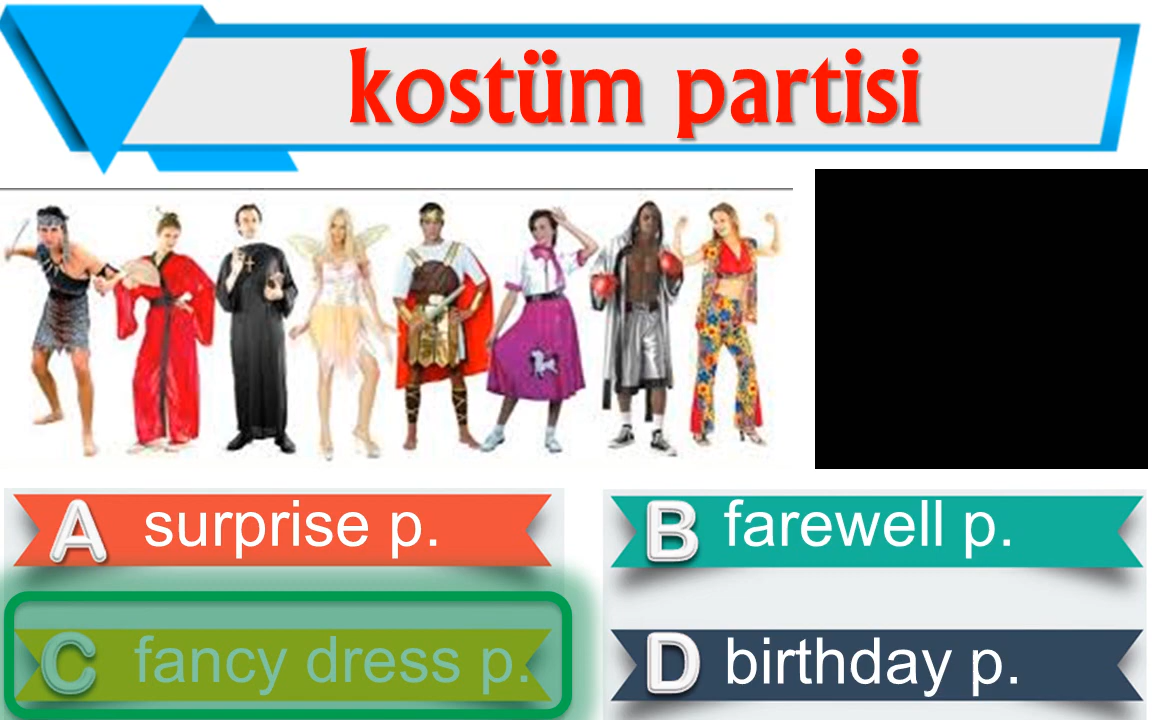 kostüm partisi
A surprise p.
B farewell p.
C fancy dress p.
D birthday p.